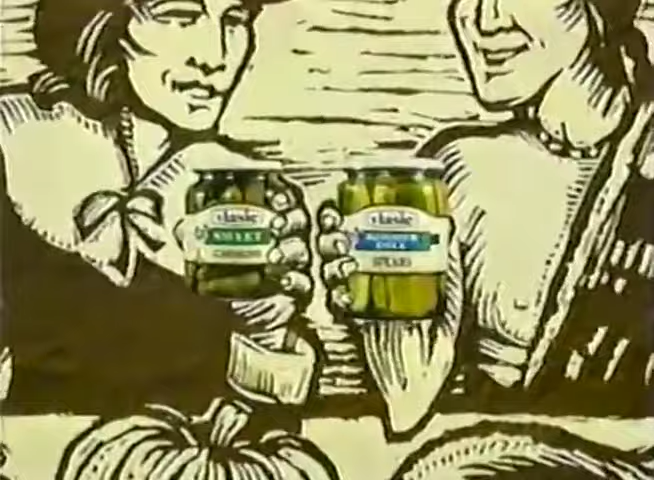 Vlasic
SWEET
Vlasic
KOSHER
DILL
SPEARS